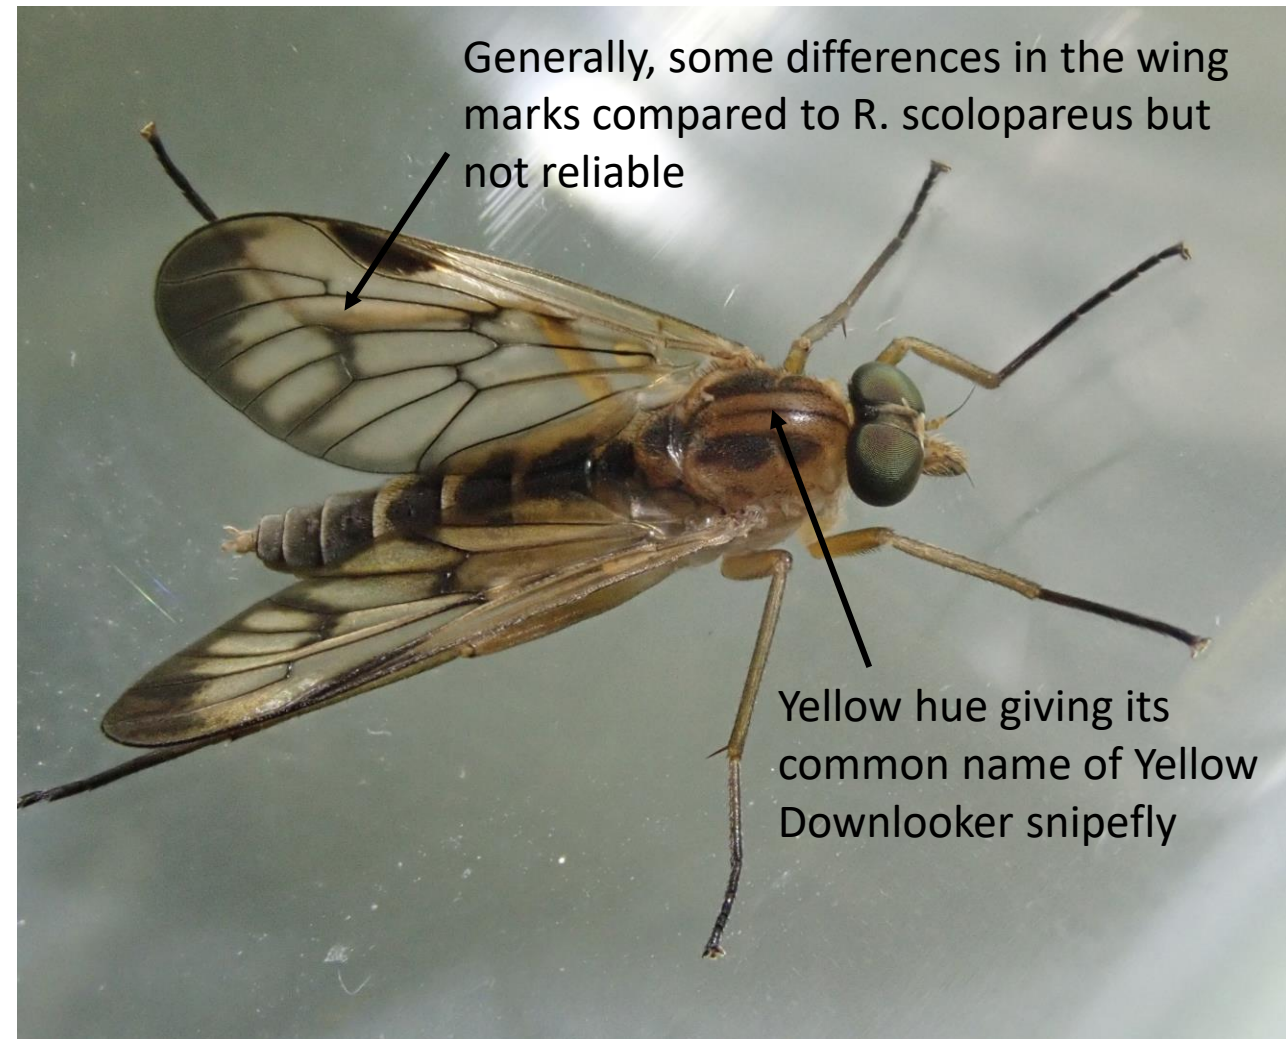 Generally, some differences in the wing
marks compared to R. scolopareus but
not reliable
Yellow hue giving its
common name of Yellow
Downlooker snipefly